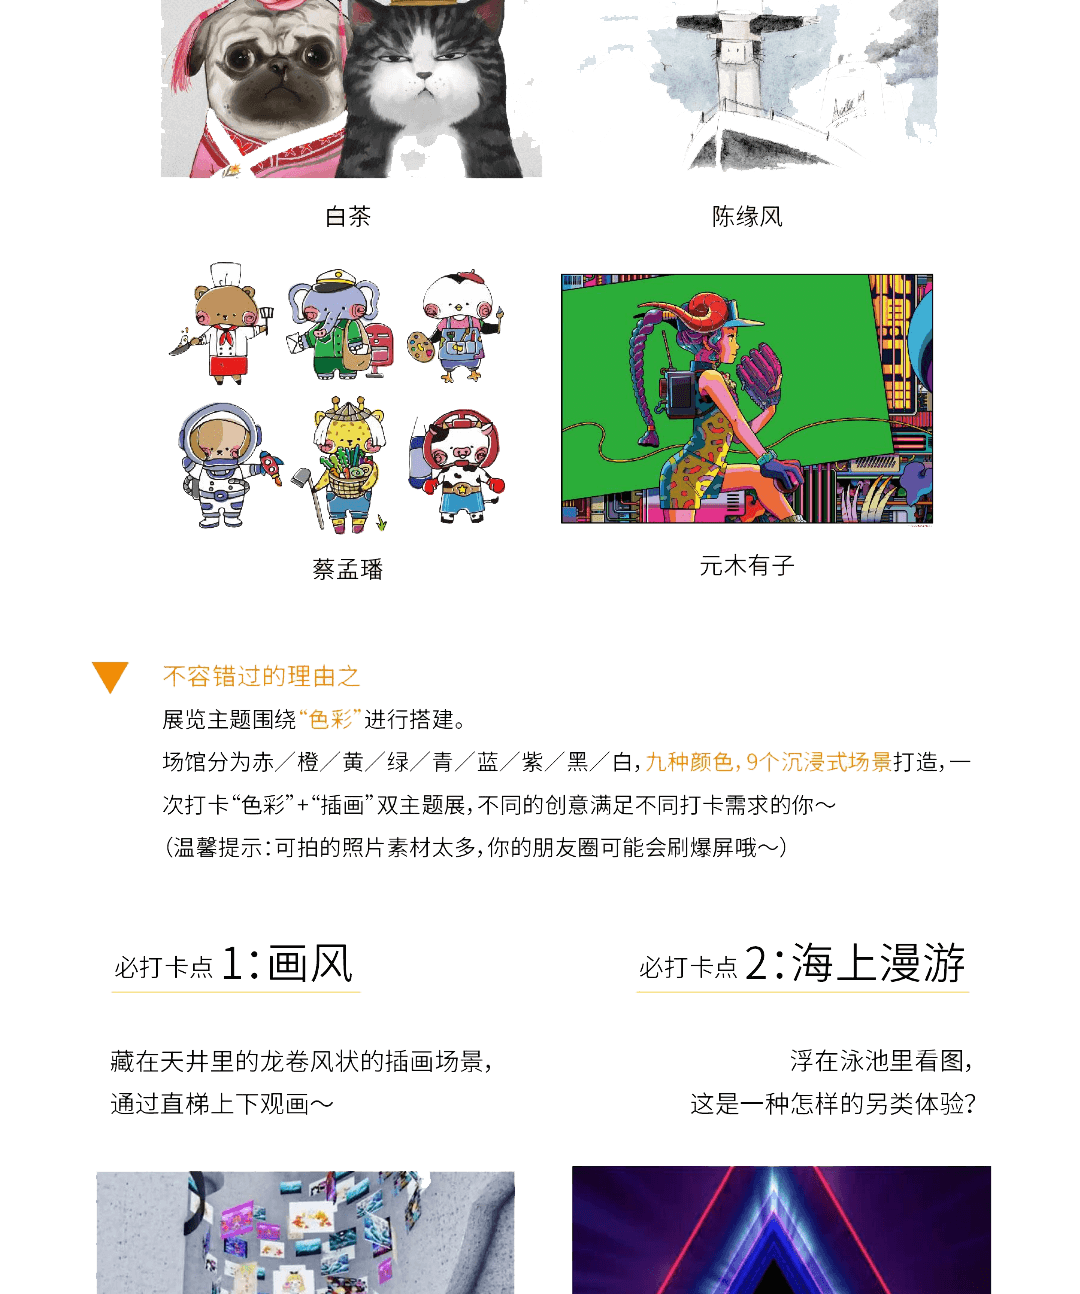 白茶
陈缘风
蔡孟璠
元木有子
不容错过的理由之
展览主题围绕“色彩”进行搭建。
场馆分为赤／橙／黄／绿／青／蓝／紫／黑／白，九种颜色，9个沉浸式场景打造，一
次打卡“色彩”+“插画”双主题展，不同的创意满足不同打卡需求的你～
（温馨提示：可拍的照片素材太多，你的朋友圈可能会刷爆屏哦～）
必打卡点 1：画风
藏在天井里的龙卷风状的插画场景，
通过直梯上下观画～
必打卡点 2：海上漫游
浮在泳池里看图，
这是一种怎样的另类体验？